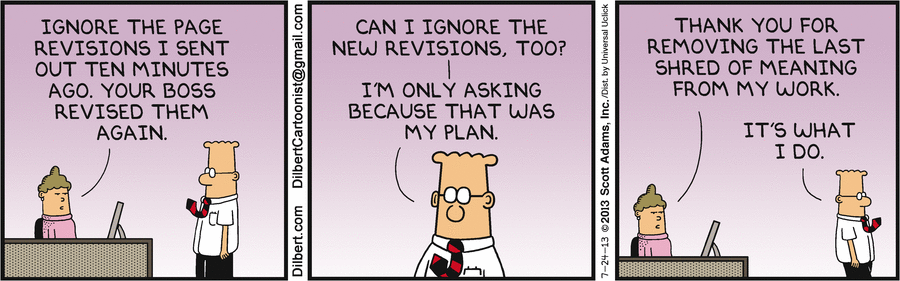 IGNORE THE PAGE
REVISIONS I SENT
OUT TEN MINUTES
AGO. YOUR BOSS
REVISED THEM
AGAIN.
Dilbert.com DilbertCartoonist@gmail.com
CAN I IGNORE THE
NEW REVISIONS, TOO?
I'M ONLY ASKING
BECAUSE THAT WAS
MY PLAN.
7-24-13 ©2013 Scott Adams, Inc./Dist. by Universal Uclick
THANK YOU FOR
REMOVING THE LAST
SHRED OF MEANING
FROM MY WORK.
IT'S WHAT
I DO.